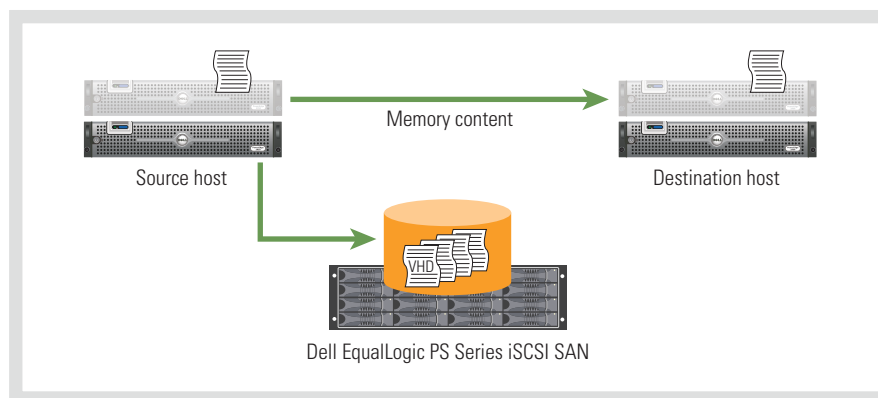 Memory content
Source host
Destination host
VHD
Dell EqualLogic PS Series iSCSI SAN